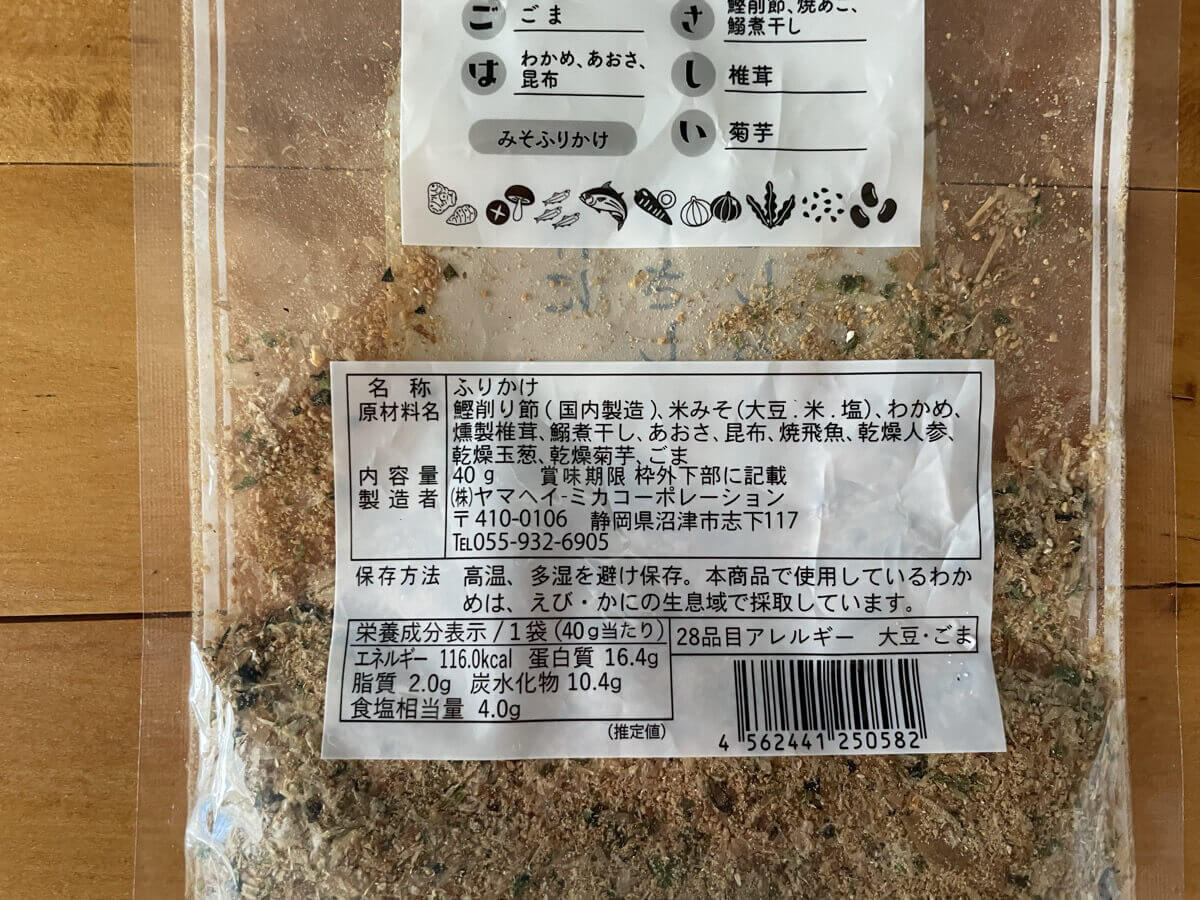 ご ごま
さ 鰹削節、焼あご、
鰯煮干し
は わかめ、あおさ、
昆布
し 椎茸
みそふりかけ
い 菊芋
名称 ふりかけ
原材料名 鰹削り節(国内製造)、米みそ(大豆.米.塩)、わかめ、
燻製椎茸、鰯煮干し、あおさ、昆布、焼飛魚、乾燥人参、
乾燥玉葱、乾燥菊芋、ごま
内容量 40g 賞味期限 枠外下部に記載
製造者 ㈱ヤマヘイ-ミカコーポレーション
〒410-0106 静岡県沼津市志下117
℡055-932-6905
保存方法 高温、多湿を避け保存。本商品で使用しているわか
めは、えび・かにの生息域で採取しています。
栄養成分表示/1袋(40g当たり)
エネルギー 116.0kcal 蛋白質 16.4g
脂質 2.0g 炭水化物 10.4g
食塩相当量 4.0g
(推定値)
28品目アレルギー 大豆・ごま
4 562441 250582